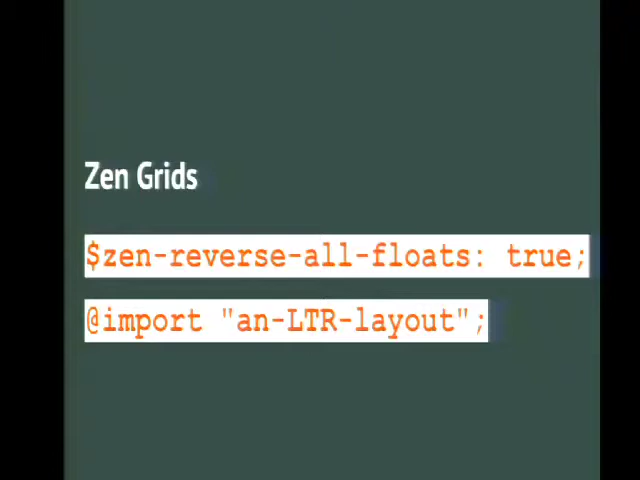 Zen Grids
$zen-reverse-all-floats: true;
@import "an-LTR-layout";